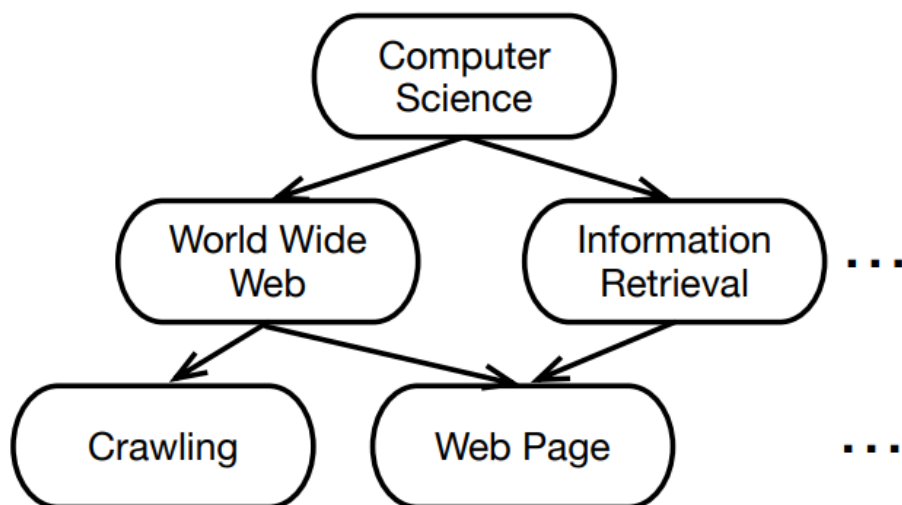 Computer
Science
World Wide
Web
Information
Retrieval
...
Crawling
Web Page
...